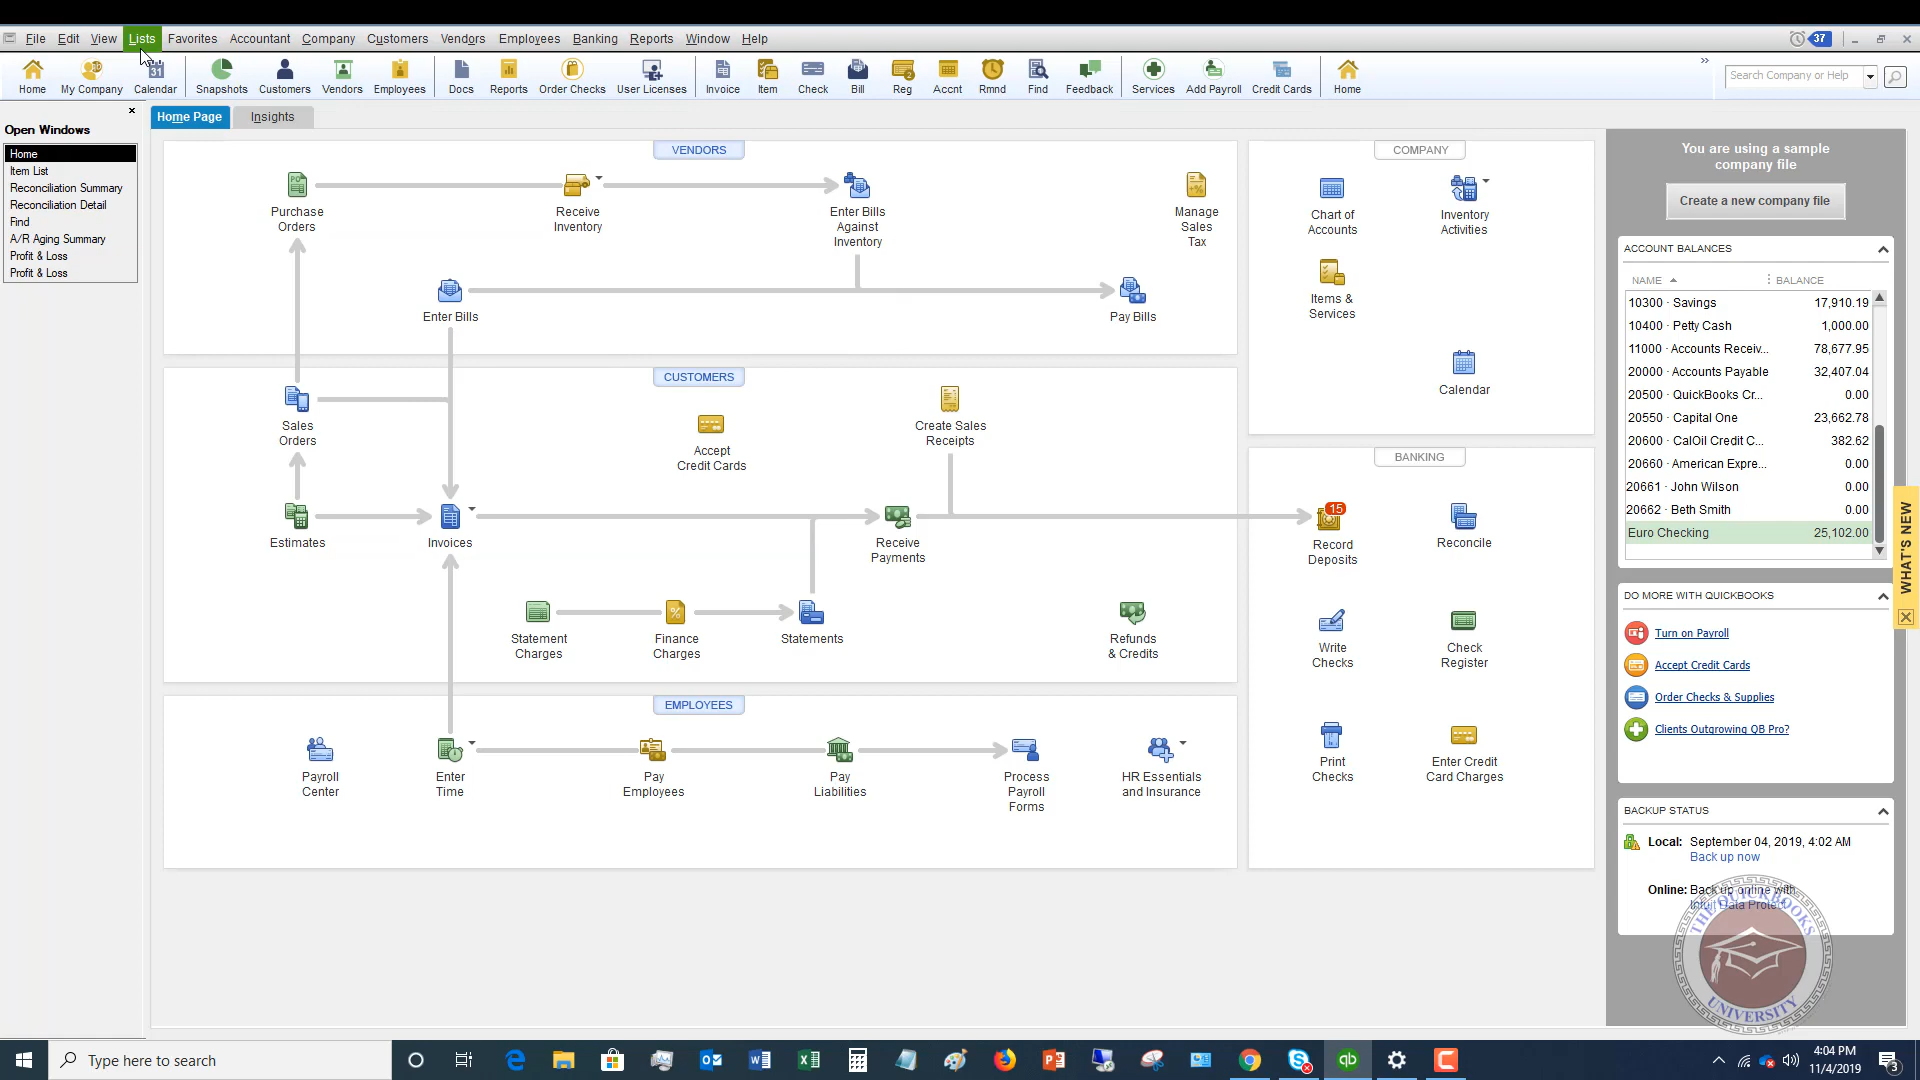 File Edit View Lists Favorites Accountant Company Customers Vendors Employees Banking Reports Window Help
37
Home My Company Calendar Snapshots Customers Vendors Employees Docs Reports Order Checks User Licenses Invoice Item Check Bill Reg Accnt Rmnd Find Feedback Services Add Payroll Credit Cards Home
31
Search Company or Help
Open Windows
Home
Item List
Reconciliation Summary
Reconciliation Detail
Find
A/R Aging Summary
Profit & Loss
Profit & Loss
Home Page Insights
VENDORS
Purchase
Orders
Receive
Inventory
Enter Bills
Against
Inventory
Manage
Sales
Tax
Enter Bills
Pay Bills
CUSTOMERS
Sales
Orders
Accept
Credit Cards
Create Sales
Receipts
Estimates
Invoices
Receive
Payments
Statement
Charges
Finance
Charges
Statements
Refunds
& Credits
EMPLOYEES
Payroll
Center
Enter
Time
Pay
Employees
Pay
Liabilities
Process
Payroll
Forms
HR Essentials
and Insurance
COMPANY
Chart of
Accounts
Inventory
Activities
Items &
Services
Calendar
BANKING
15
Record
Deposits
Reconcile
Write
Checks
Check
Register
Print
Checks
Enter Credit
Card Charges
You are using a sample
company file
Create a new company file
ACCOUNT BALANCES
NAME BALANCE
10300 · Savings 17,910.19
10400 · Petty Cash 1,000.00
11000 · Accounts Receiv... 78,677.95
20000 · Accounts Payable 32,407.04
20500 · QuickBooks Cr... 0.00
20550 · Capital One 23,662.78
20600 · CalOil Credit C... 382.62
20660 · American Expre... 0.00
20661 · John Wilson 0.00
20662 · Beth Smith 0.00
Euro Checking 25,102.00
WHAT'S NEW
DO MORE WITH QUICKBOOKS
Turn on Payroll
Accept Credit Cards
Order Checks & Supplies
Clients Outgrowing QB Pro?
BACKUP STATUS
Local: September 04, 2019, 4:02 AM
Back up now
Online: Back up online with
Intuit Data Protect
THE QUICKBOOKS
UNIVERSITY
Type here to search
4:04 PM
11/4/2019
3